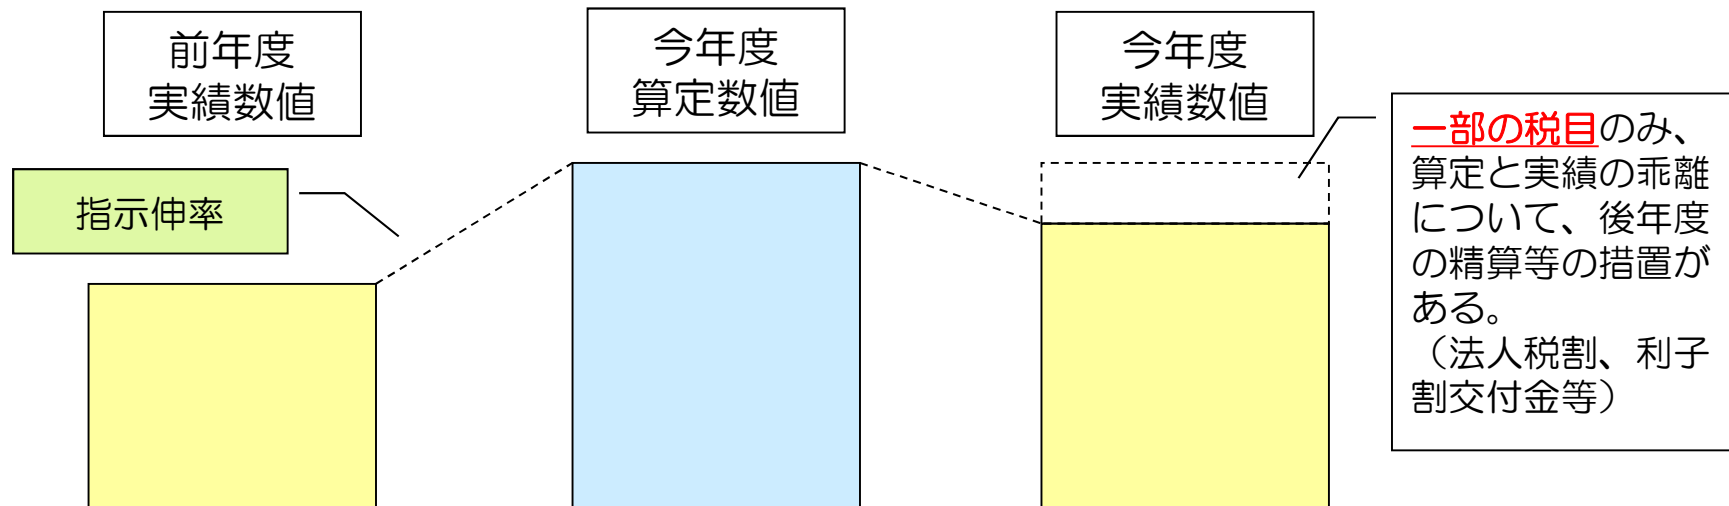 前年度
実績数値
今年度
算定数値
今年度
実績数値
指示伸率
一部の税目のみ、
算定と実績の乖離
について、後年度
の精算等の措置が
ある。
（法人税割、利子
割交付金等）